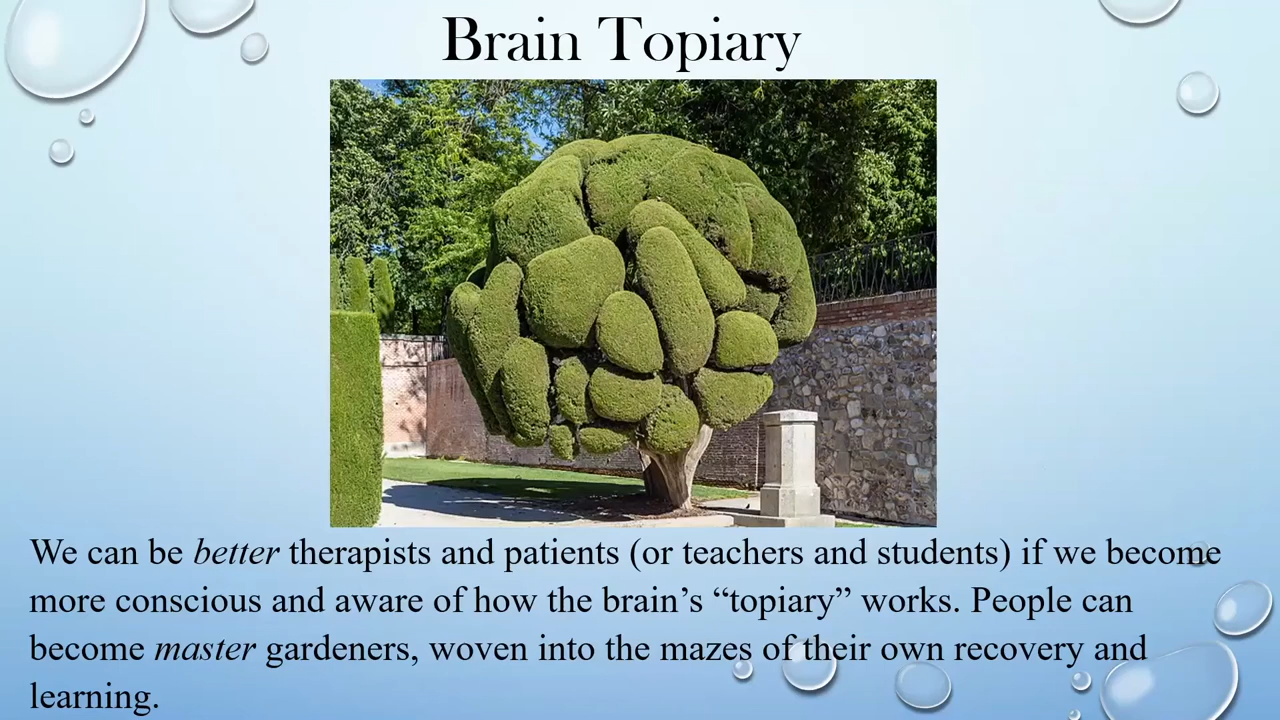 Brain Topiary
We can be better therapists and patients (or teachers and students) if we become
more conscious and aware of how the brain’s “topiary” works. People can
become master gardeners, woven into the mazes of their own recovery and
learning.